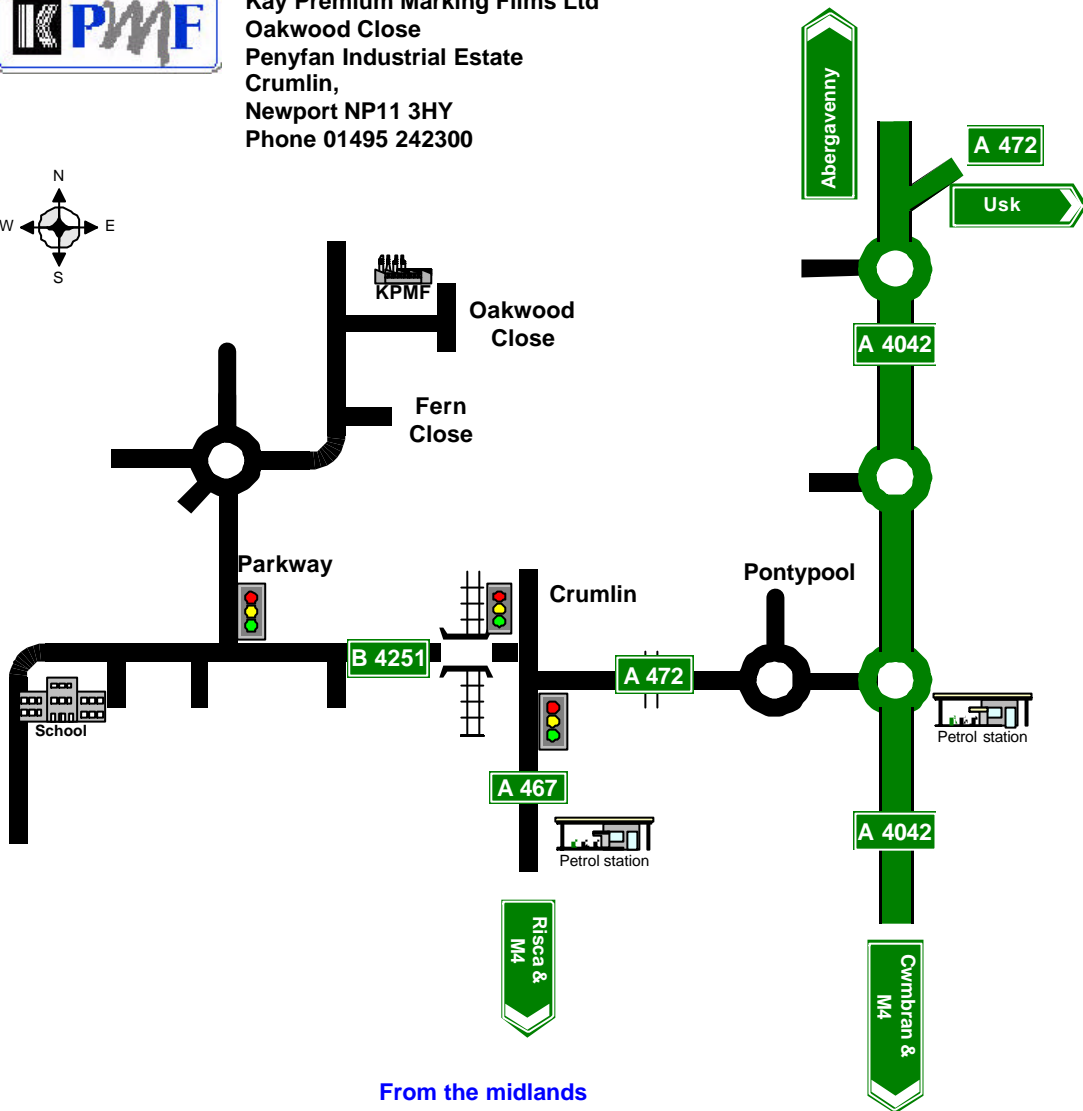 KPMF
Kay Premium Marking Films Ltd
Oakwood Close
Penyfan Industrial Estate
Crumlin,
Newport NP11 3HY
Phone 01495 242300
Abergavenny
A 472
Usk
N
W
E
S
KPMF
Oakwood
Close
A 4042
Fern
Close
Parkway
Crumlin
Pontypool
B 4251
A 472
School
Petrol station
A 467
A 4042
Petrol station
Risca &
M4
Cwmbran &
M4
From the midlands